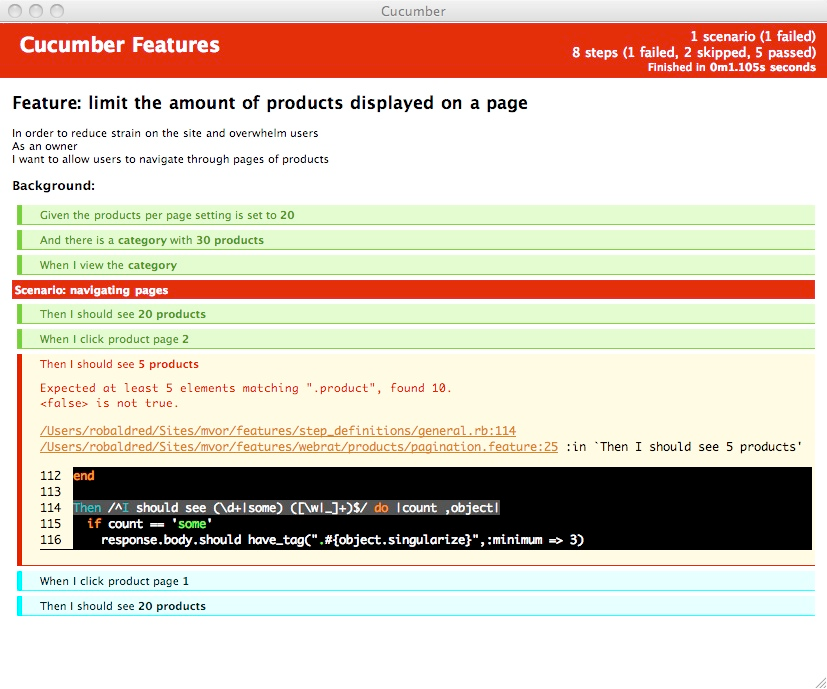 Cucumber
Cucumber Features
1 scenario (1 failed)
8 steps (1 failed, 2 skipped, 5 passed)
Finished in 0m1.105s seconds
Feature: limit the amount of products displayed on a page
In order to reduce strain on the site and overwhelm users
As an owner
I want to allow users to navigate through pages of products
Background:
Given the products per page setting is set to 20
And there is a category with 30 products
When I view the category
Scenario: navigating pages
Then I should see 20 products
When I click product page 2
Then I should see 5 products
Expected at least 5 elements matching ".product", found 10.
<false> is not true.
/Users/robaldred/Sites/mvor/features/step_definitions/general.rb:114
/Users/robaldred/Sites/mvor/features/webrat/products/pagination.feature:25 :in `Then I should see 5 products'
112 end
113
114 Then /^I should see (\d+|some) ([\w|_]+)$/ do |count ,object|
115   if count == 'some'
116     response.body.should have_tag(".#{object.singularize}",:minimum => 3)
When I click product page 1
Then I should see 20 products